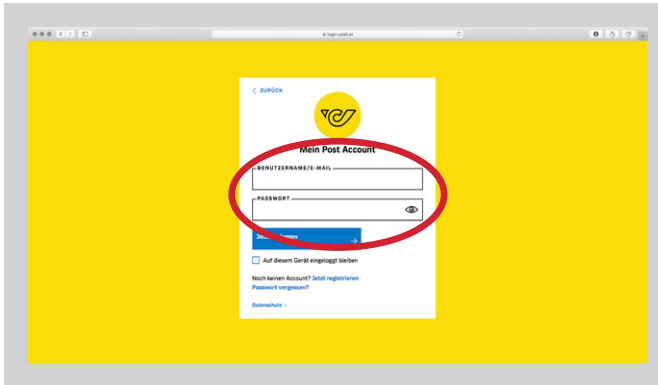 login.post.at
ZURÜCK
Mein Post Account
BENUTZERNAME/E-MAIL
PASSWORT
Auf diesem Gerät eingeloggt bleiben
Noch keinen Account? Jetzt registrieren
Passwort vergessen?
Datenschutz